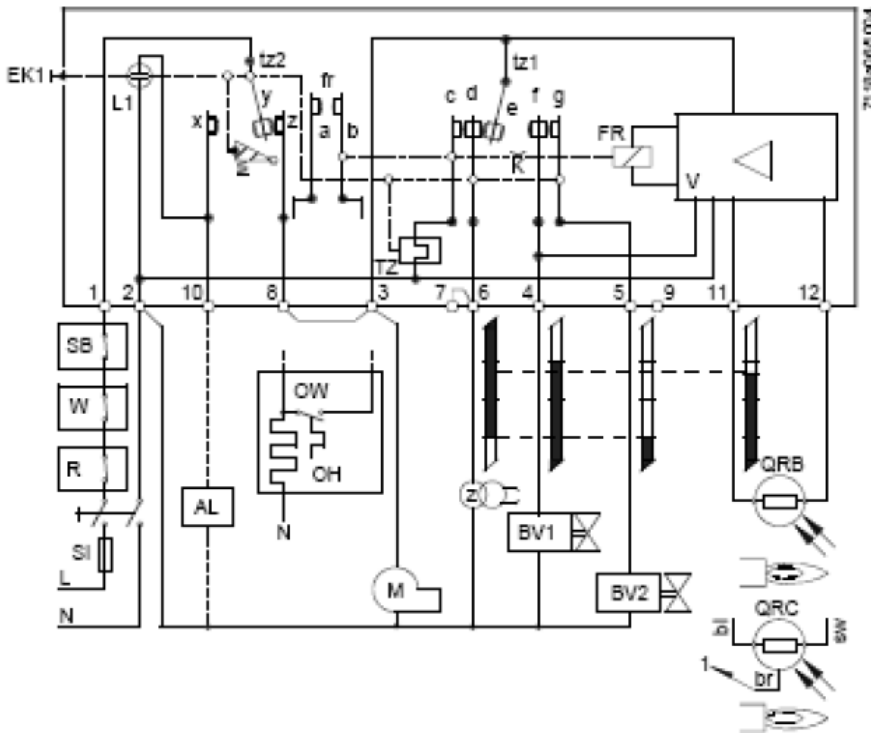 tz2
tz1
EK1
fr
L1
c
d
e
f
g
y
x
z
a
b
FR
K
V
TZ
1
2
10
8
3
7
6
4
5
9
11
12
SB
W
R
OW
OH
AL
N
Z
QRB
SI
BV1
L
M
BV2
N
QRC
bl
sw
1
br